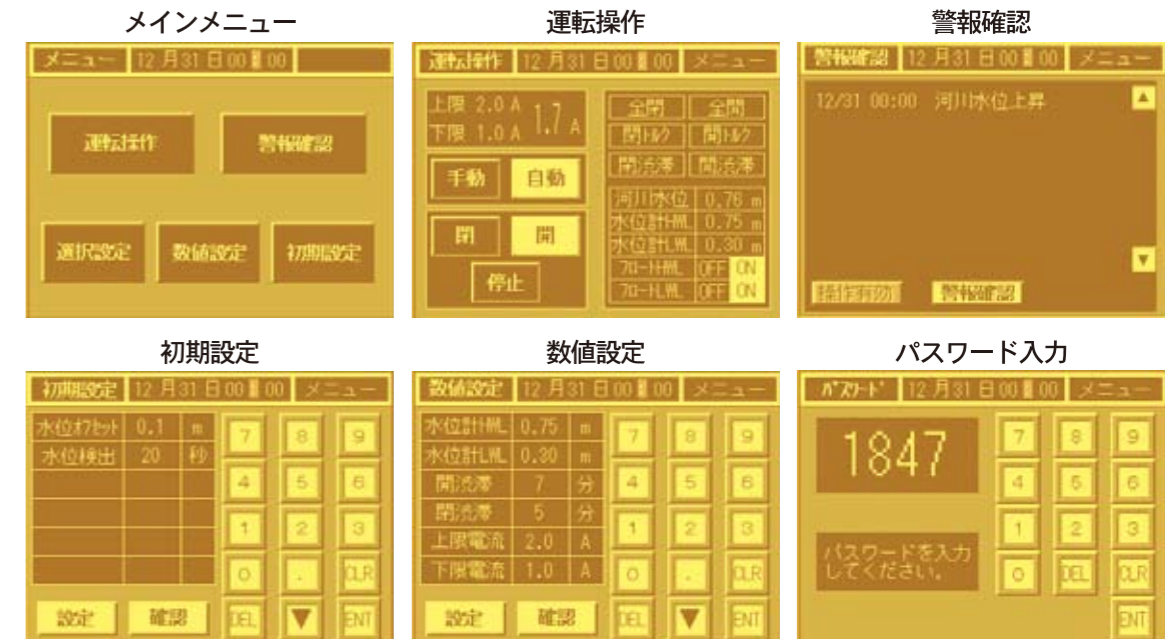 メインメニュー
メニュー 12月31日00:00
運転操作 警報確認
選択設定 数値設定 初期設定
運転操作
運転操作 12月31日00:00 メニュー
上限 2.0 A
下限 1.0 A
1.7 A
手動 自動
閉 開
停止
全閉 全開
閉トルク 開トルク
閉渋滞 開渋滞
河川水位 0.76 m
水位計HWL 0.75 m
水位計LWL 0.30 m
フロートHWL OFF ON
フロートLWL OFF ON
警報確認
警報確認 12月31日00:00 メニュー
12/31 00:00 河川水位上昇
▲
▼
操作有効 警報確認
初期設定
初期設定 12月31日00:00 メニュー
水位オフセット 0.1 m
水位検出 20 秒
7 8 9
4 5 6
1 2 3
0 . CLR
設定 確認 DEL ▼ ENT
数値設定
数値設定 12月31日00:00 メニュー
水位計HWL 0.75 m
水位計LWL 0.30 m
開渋滞 7 分
閉渋滞 5 分
上限電流 2.0 A
下限電流 1.0 A
7 8 9
4 5 6
1 2 3
0 . CLR
設定 確認 DEL ▼ ENT
パスワード入力
パスワード 12月31日00:00 メニュー
1847
パスワードを入力
してください。
7 8 9
4 5 6
1 2 3
0 DEL CLR
ENT